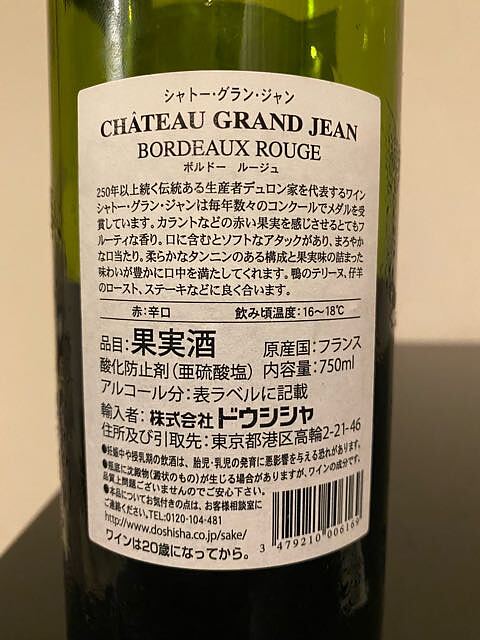 シャトー・グラン・ジャン
CHÂTEAU GRAND JEAN
BORDEAUX ROUGE
ボルドー ルージュ
250年以上続く伝統ある生産者デュロン家を代表するワイン
シャトー・グラン・ジャンは毎年数々のコンクールでメダルを受
賞しています。カラントなどの赤い果実を感じさせるとてもフ
ルーティな香り。口に含むとソフトなアタックがあり、まろやか
な口当たり。柔らかなタンニンのある構成と果実味の詰まった
味わいが豊かに口中を満たしてくれます。鴨のテリーヌ、仔羊
のロースト、ステーキなどに良く合います。
赤:辛口 飲み頃温度:16~18℃
品目:果実酒 原産国:フランス
酸化防止剤(亜硫酸塩) 内容量:750ml
アルコール分:表ラベルに記載
輸入者:株式会社ドウシシャ
住所及び引取先:東京都港区高輪2-21-46
●妊娠中や授乳期の飲酒は、胎児・乳児の発育に悪影響を与える恐れがあります。
●瓶底に沈殿物(澱状のもの)が生じる場合がありますが、ワインの成分です。
品質上問題ございませんのでご安心下さい。
●本品についてお気付きの点は、お客様相談室に
ご連絡ください。TEL:0120-104-481
http://www.doshisha.co.jp/sake/
ワインは20歳になってから。
3 479210 006169